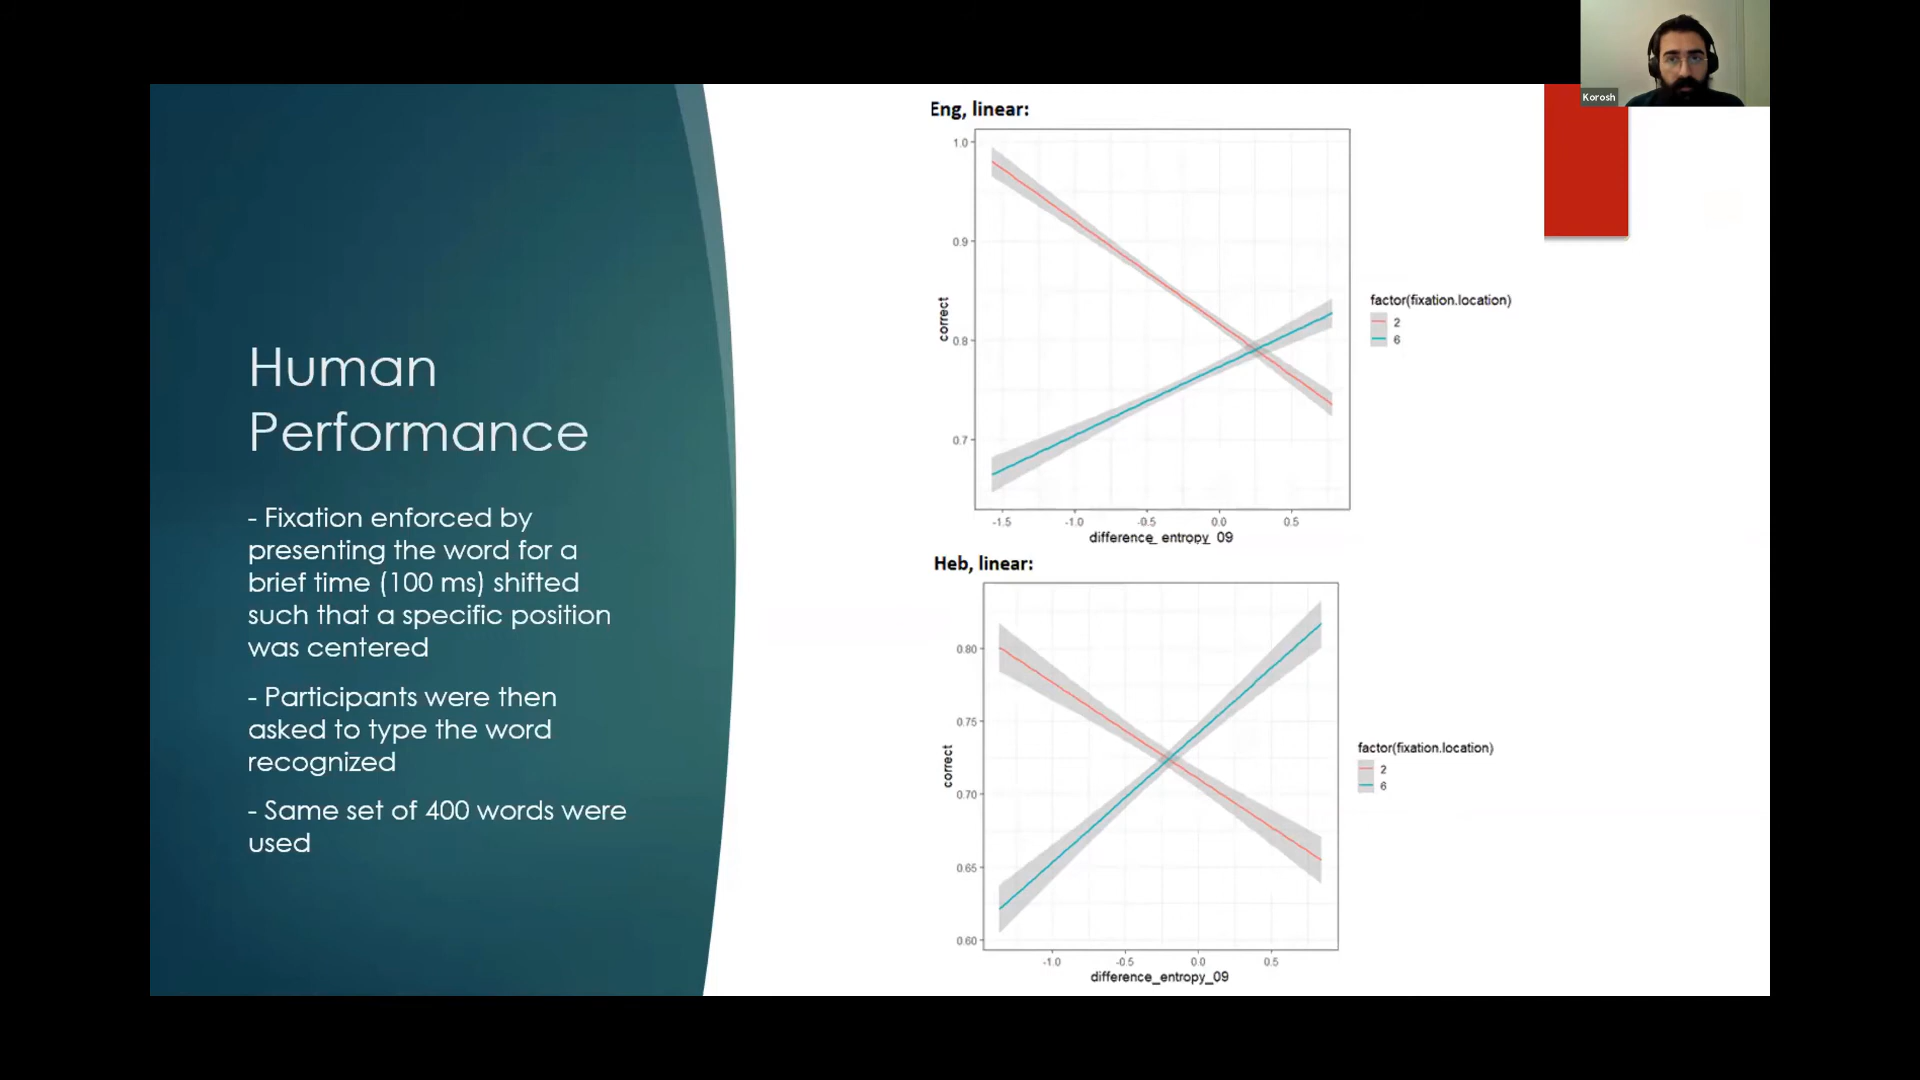 Korosh
Human
Performance
- Fixation enforced by
presenting the word for a
brief time (100 ms) shifted
such that a specific position
was centered
- Participants were then
asked to type the word
recognized
- Same set of 400 words were
used
Eng, linear:
1.0
0.9
0.8
0.7
correct
-1.5 -1.0 -0.5 0.0 0.5
difference_entropy_09
factor(fixation.location)
2
6
Heb, linear:
0.80
0.75
0.70
0.65
0.60
correct
-1.0 -0.5 0.0 0.5
difference_entropy_09
factor(fixation.location)
2
6